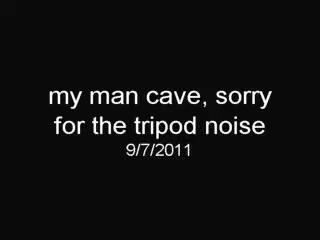 my man cave, sorry
for the tripod noise
9/7/2011